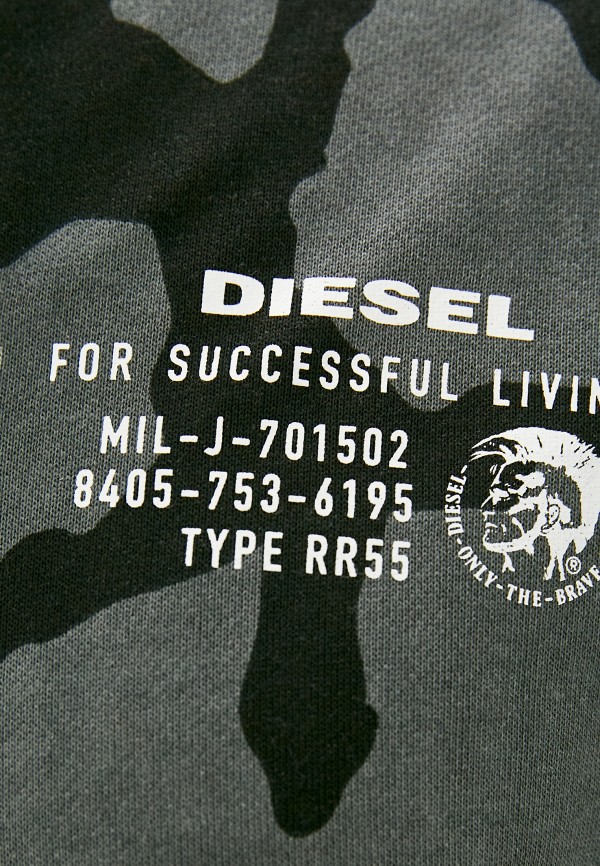 DIESEL
FOR SUCCESSFUL LIVIN
MIL-J-701502
8405-753-6195
TYPE RR55
DIESEL-
ONLY-THE-BRAVE
®